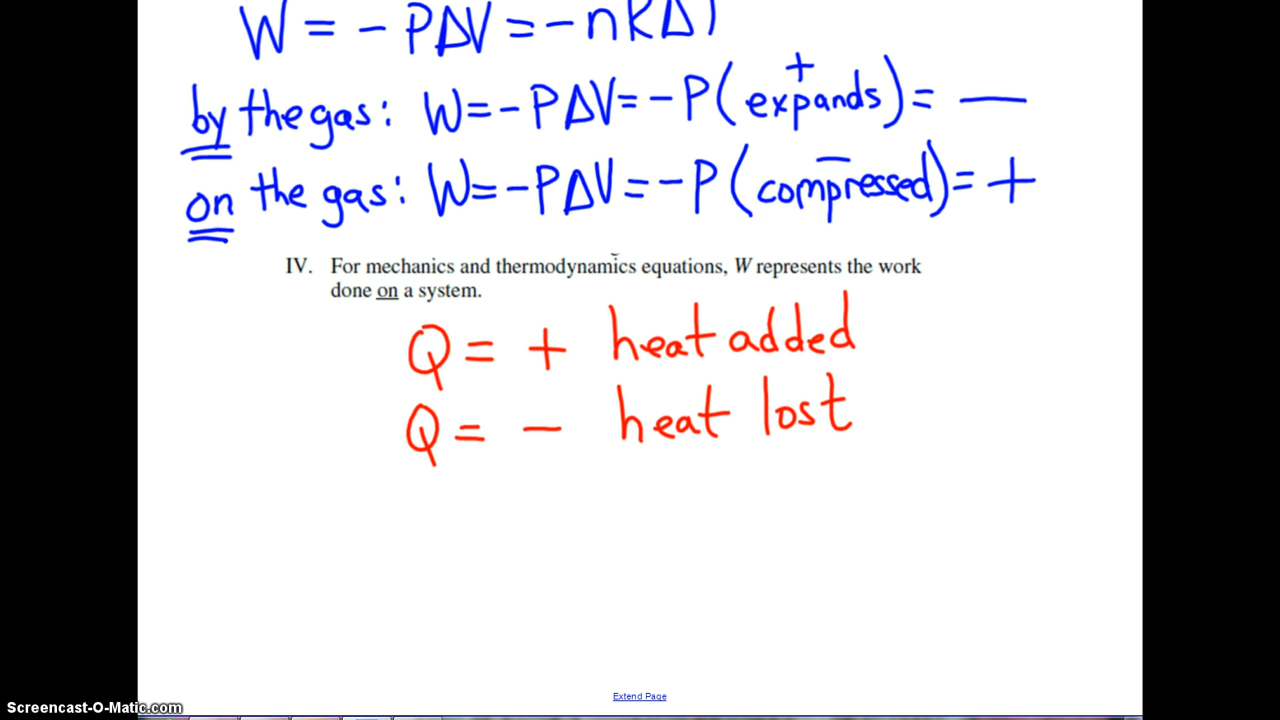 W = - PΔV = - nRΔT
+
by the gas: W = - PΔV = - P(expands) = —
on the gas: W = - PΔV = - P(compressed) = +
IV. For mechanics and thermodynamics equations, W represents the work
done on a system.
Q = + heat added
Q = - heat lost
Extend Page
Screencast-O-Matic.com